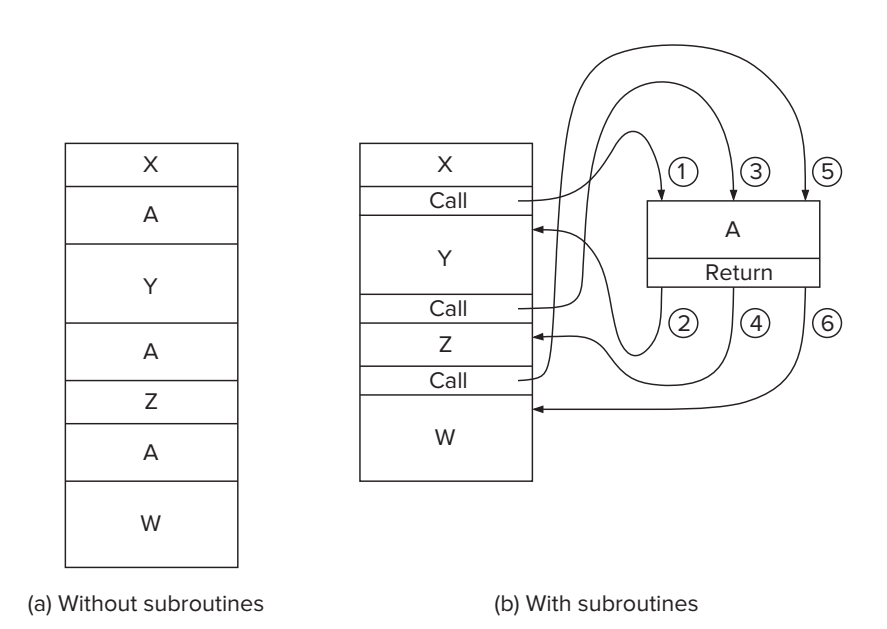 X
A
Y
A
Z
A
W
(a) Without subroutines
X
Call
Y
Call
Z
Call
W
1
3
5
A
Return
2
4
6
(b) With subroutines